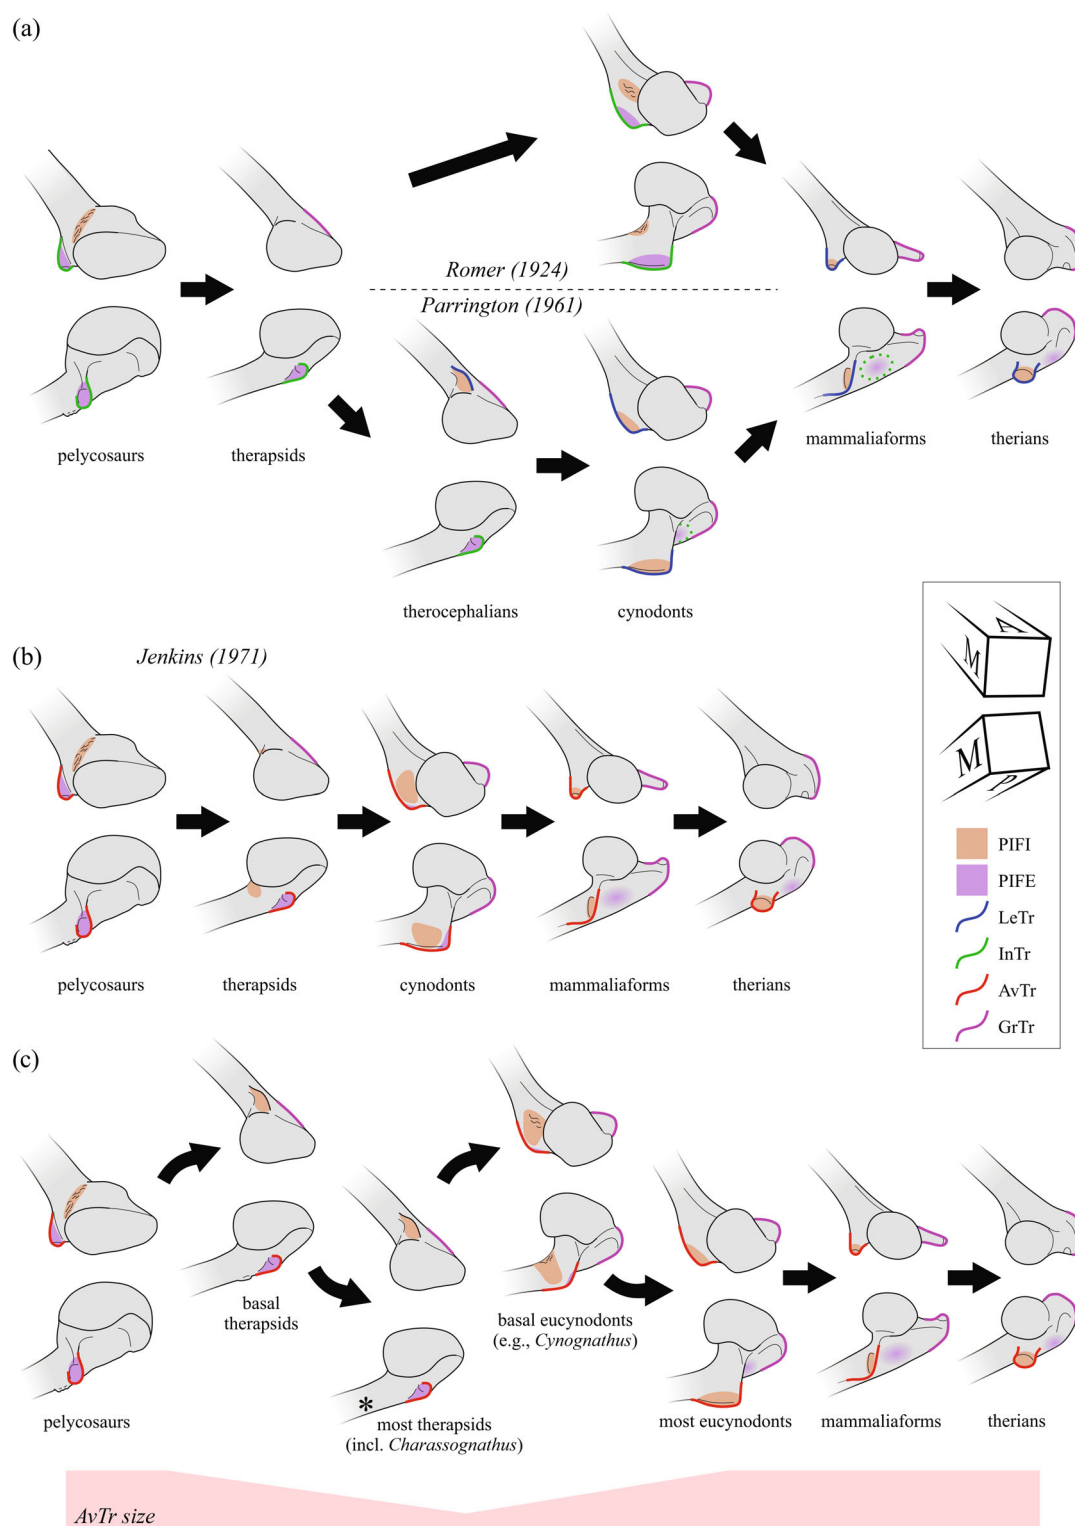 (a)
Romer (1924)
Parrington (1961)
pelycosaurs
therapsids
mammaliaforms
therians
therocephalians
cynodonts
(b)
Jenkins (1971)
pelycosaurs
therapsids
cynodonts
mammaliaforms
therians
A
M
M
P
PIFI
PIFE
LeTr
InTr
AvTr
GrTr
(c)
basal
therapsids
basal eucynodonts
(e.g., Cynognathus)
pelycosaurs
*
most therapsids
(incl. Charassognathus)
most eucynodonts
mammaliaforms
therians
AvTr size